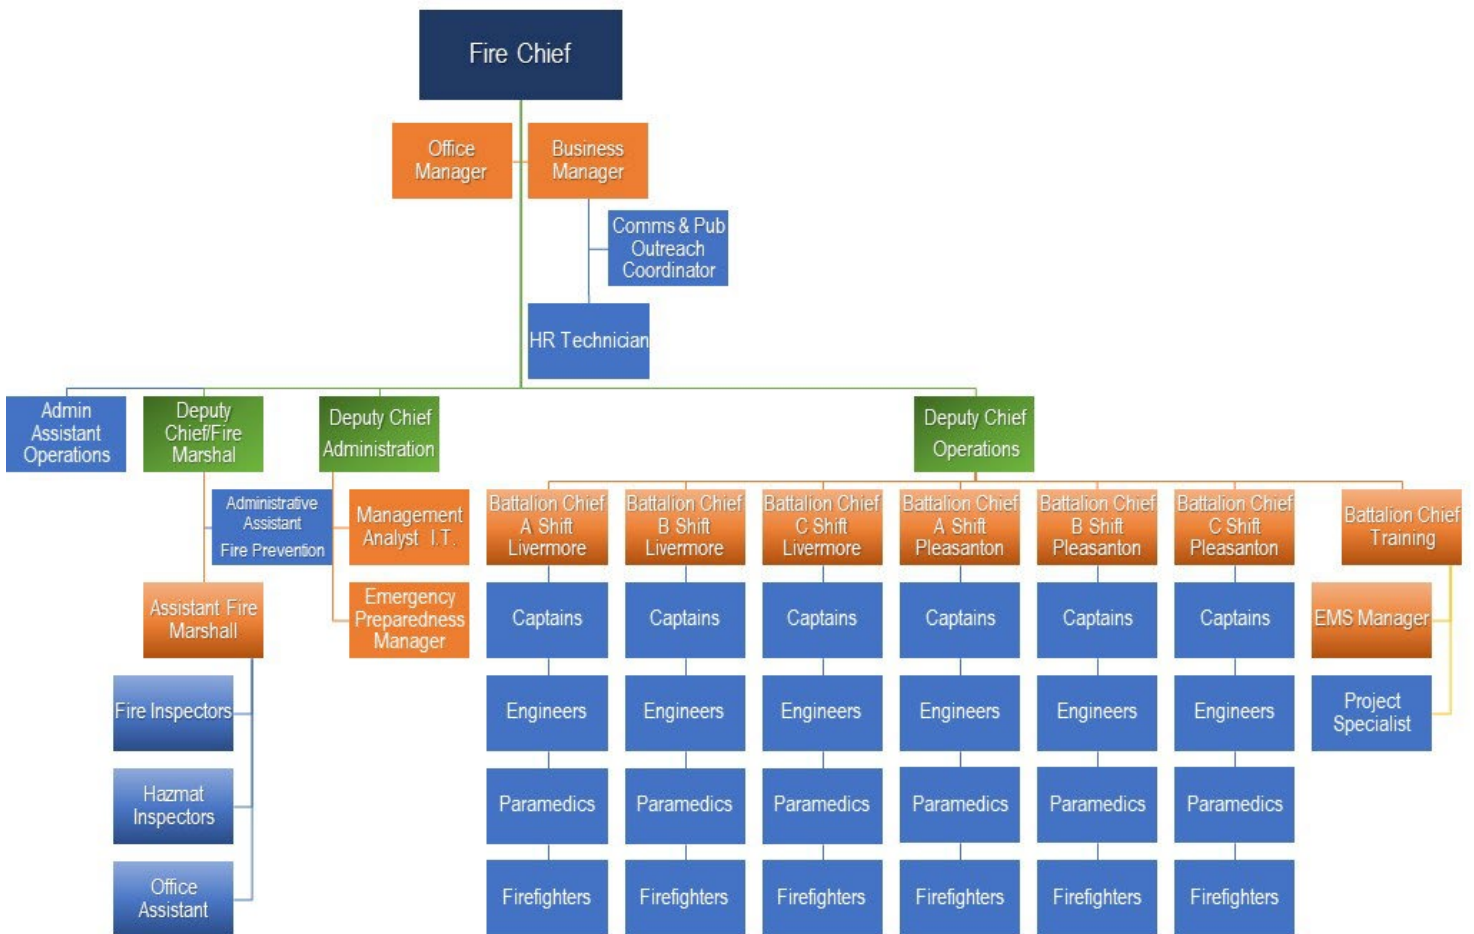 Fire Chief
Office
Manager
Business
Manager
Comms & Pub
Outreach
Coordinator
HR Technician
Admin
Assistant
Operations
Deputy
Chief/Fire
Marshal
Deputy Chief
Administration
Deputy Chief
Operations
Administrative
Assistant
Fire Prevention
Management
Analyst I.T.
Battalion Chief
A Shift
Livermore
Battalion Chief
B Shift
Livermore
Battalion Chief
C Shift
Livermore
Battalion Chief
A Shift
Pleasanton
Battalion Chief
B Shift
Pleasanton
Battalion Chief
C Shift
Pleasanton
Battalion Chief
Training
Assistant Fire
Marshall
Emergency
Preparedness
Manager
Captains
Captains
Captains
Captains
Captains
Captains
EMS Manager
Fire Inspectors
Engineers
Engineers
Engineers
Engineers
Engineers
Engineers
Project
Specialist
Hazmat
Inspectors
Paramedics
Paramedics
Paramedics
Paramedics
Paramedics
Paramedics
Office
Assistant
Firefighters
Firefighters
Firefighters
Firefighters
Firefighters
Firefighters